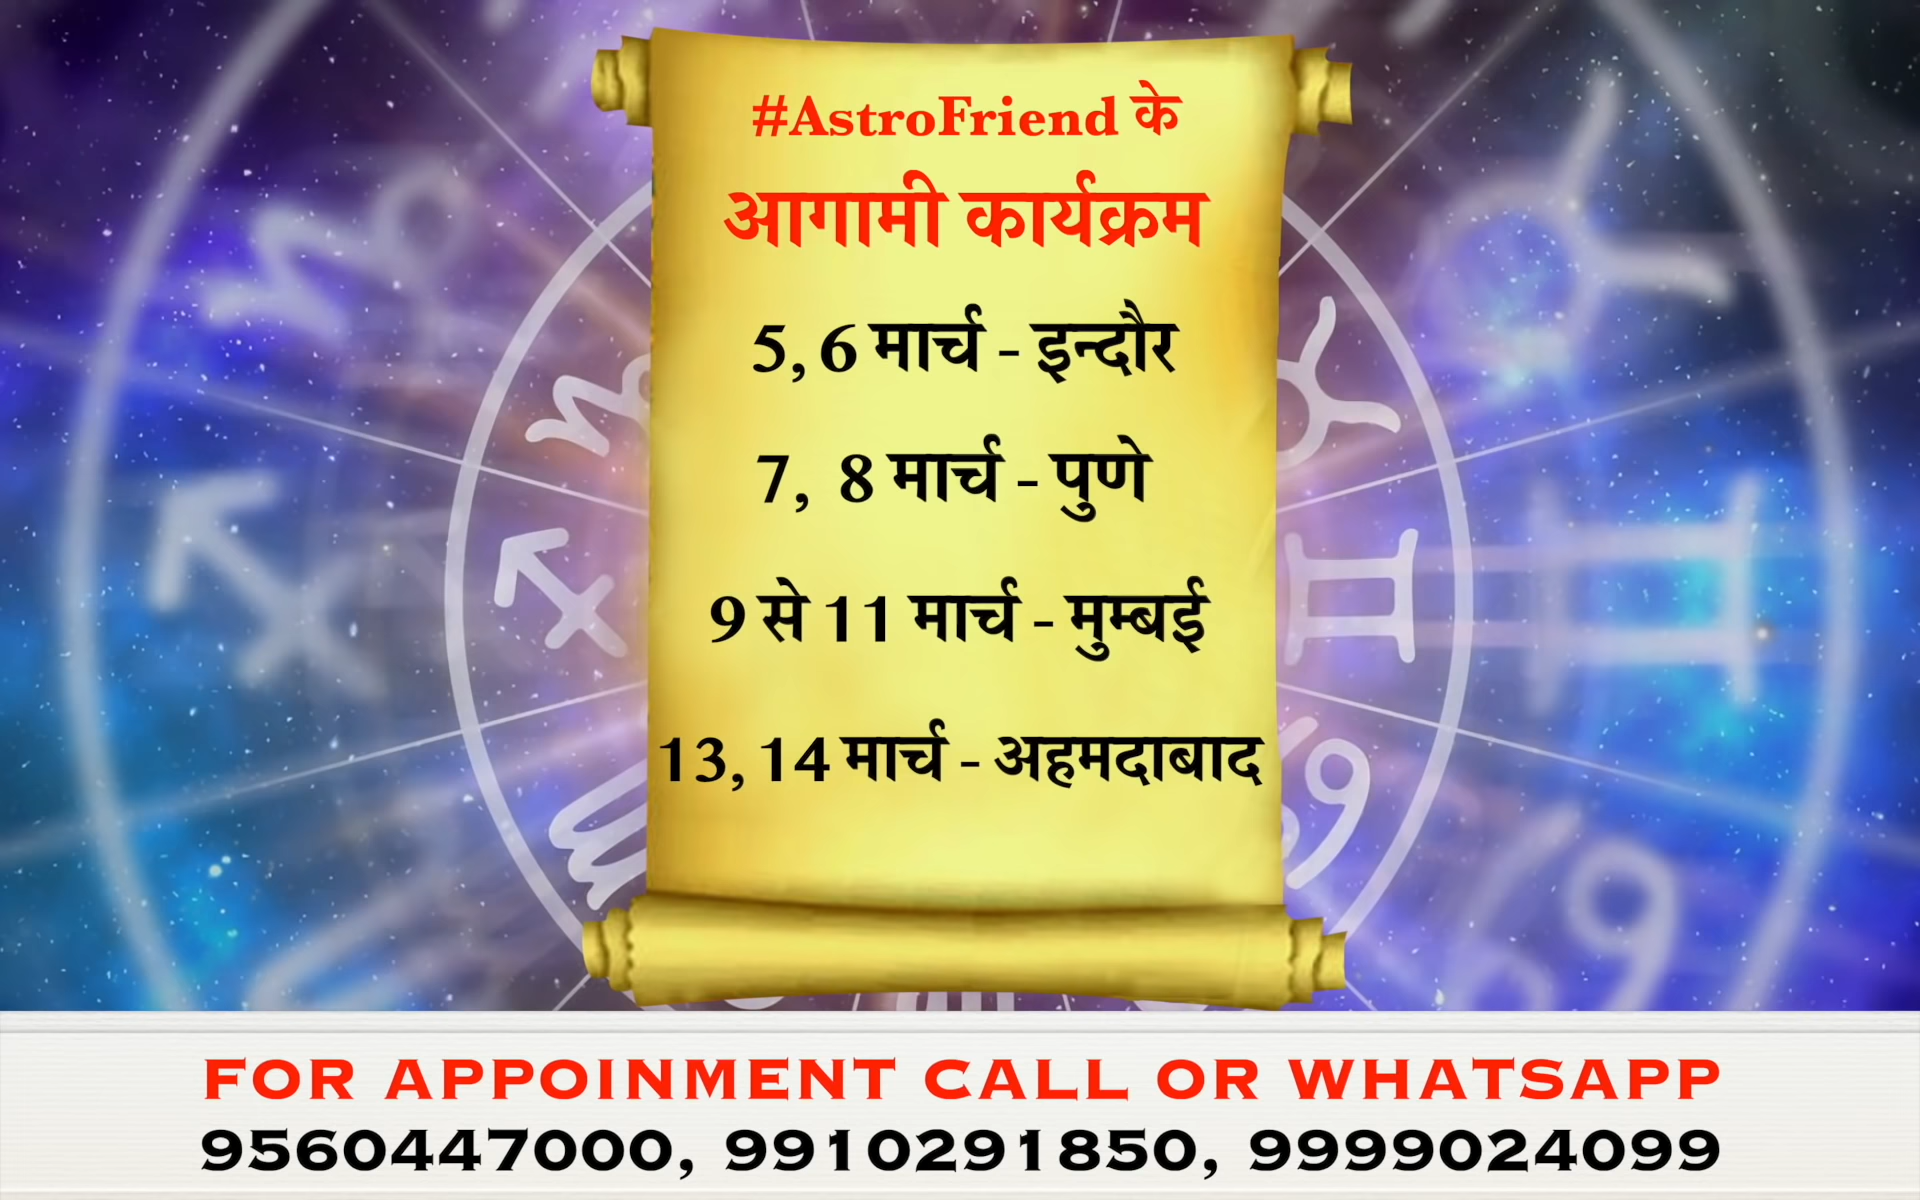 #AstroFriend के
आगामी कार्यक्रम
5, 6 मार्च - इन्दौर
7, 8 मार्च - पुणे
9 से 11 मार्च - मुम्बई
13, 14 मार्च - अहमदाबाद
FOR APPOINMENT CALL OR WHATSAPP
9560447000, 9910291850, 9999024099